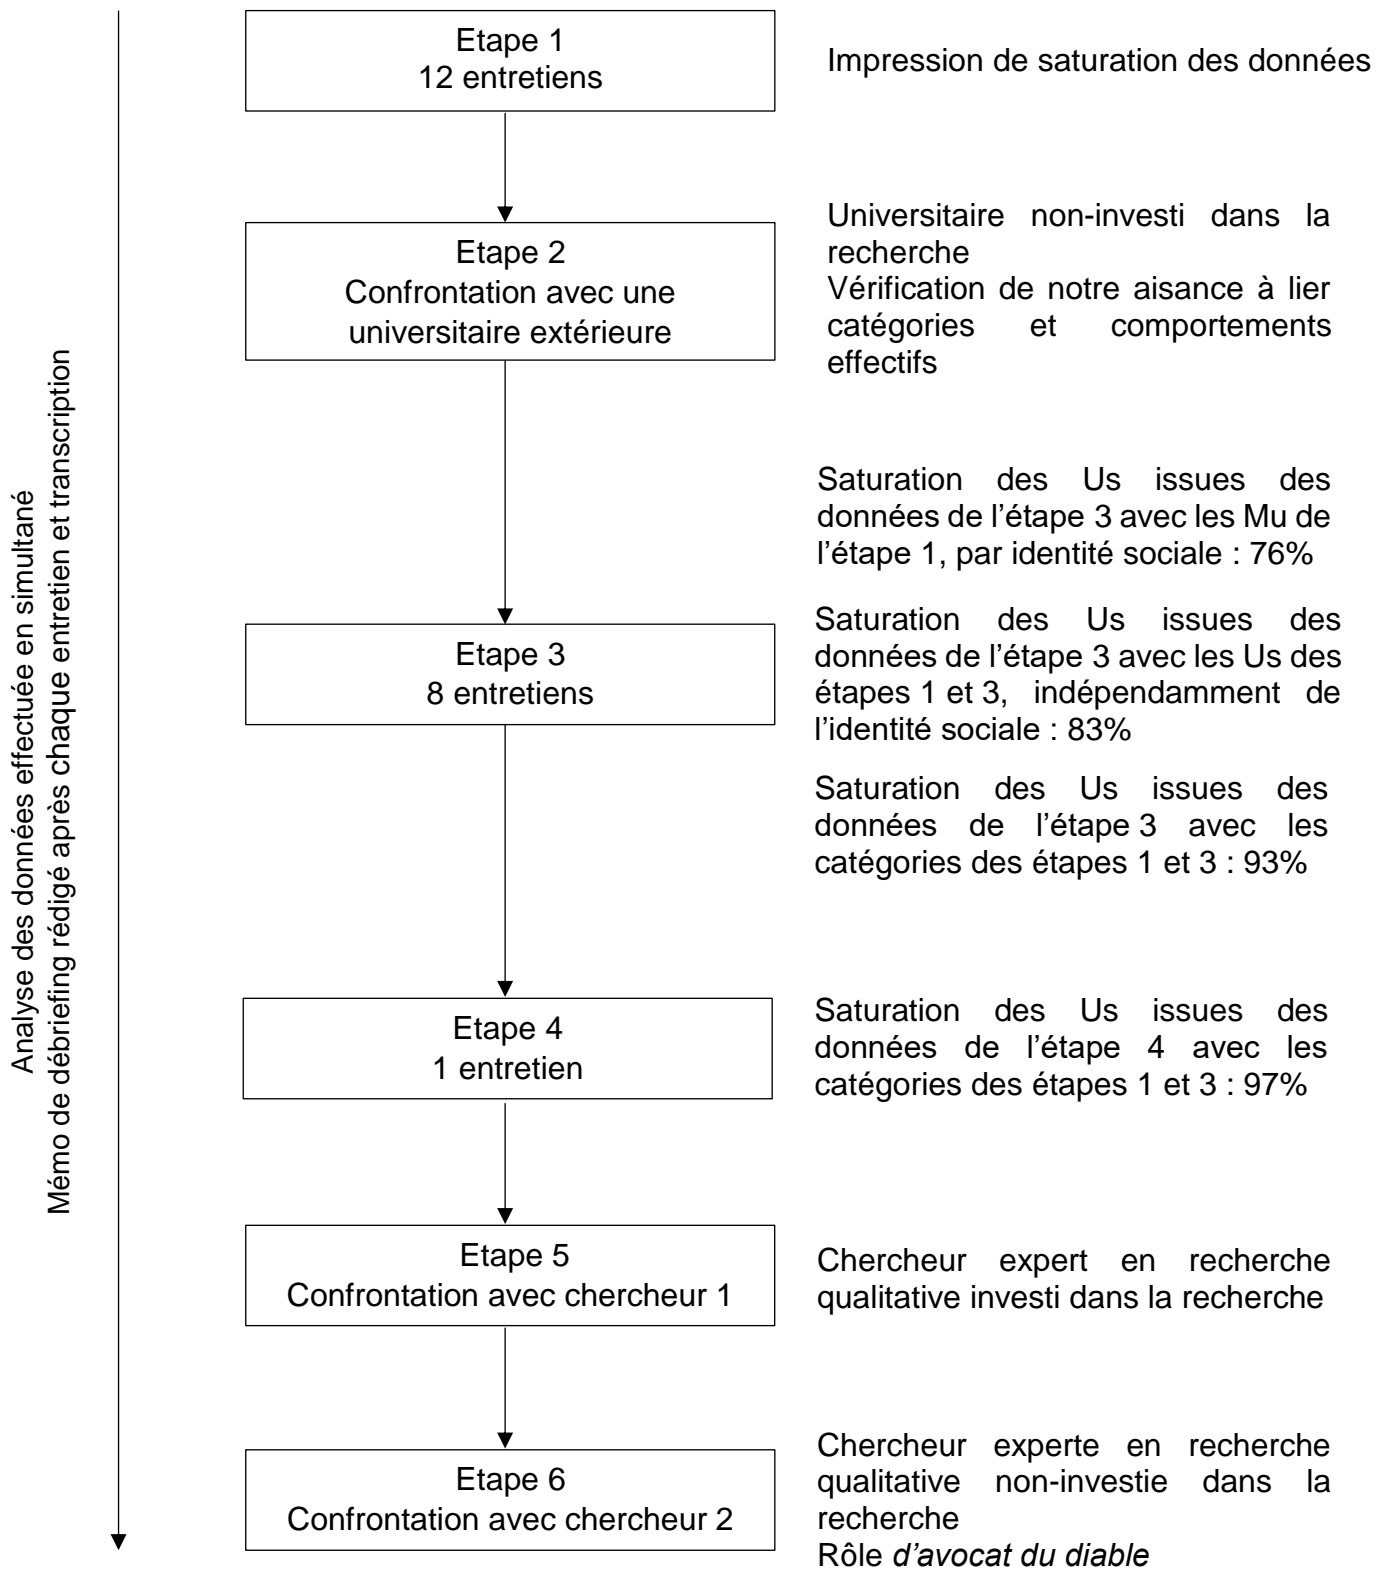 Analyse des données effectuée en simultané
Mémo de débriefing rédigé après chaque entretien et transcription
Etape 1
12 entretiens
Impression de saturation des données
Etape 2
Confrontation avec une
universitaire extérieure
Universitaire non-investi dans la
recherche
Vérification de notre aisance à lier
catégories et comportements
effectifs
Saturation des Us issues des
données de l’étape 3 avec les Mu de
l’étape 1, par identité sociale : 76%
Etape 3
8 entretiens
Saturation des Us issues des
données de l’étape 3 avec les Us des
étapes 1 et 3, indépendamment de
l’identité sociale : 83%
Saturation des Us issues des
données de l’étape 3 avec les
catégories des étapes 1 et 3 : 93%
Etape 4
1 entretien
Saturation des Us issues des
données de l’étape 4 avec les
catégories des étapes 1 et 3 : 97%
Etape 5
Confrontation avec chercheur 1
Chercheur expert en recherche
qualitative investi dans la recherche
Etape 6
Confrontation avec chercheur 2
Chercheur experte en recherche
qualitative non-investie dans la
recherche
Rôle d’avocat du diable